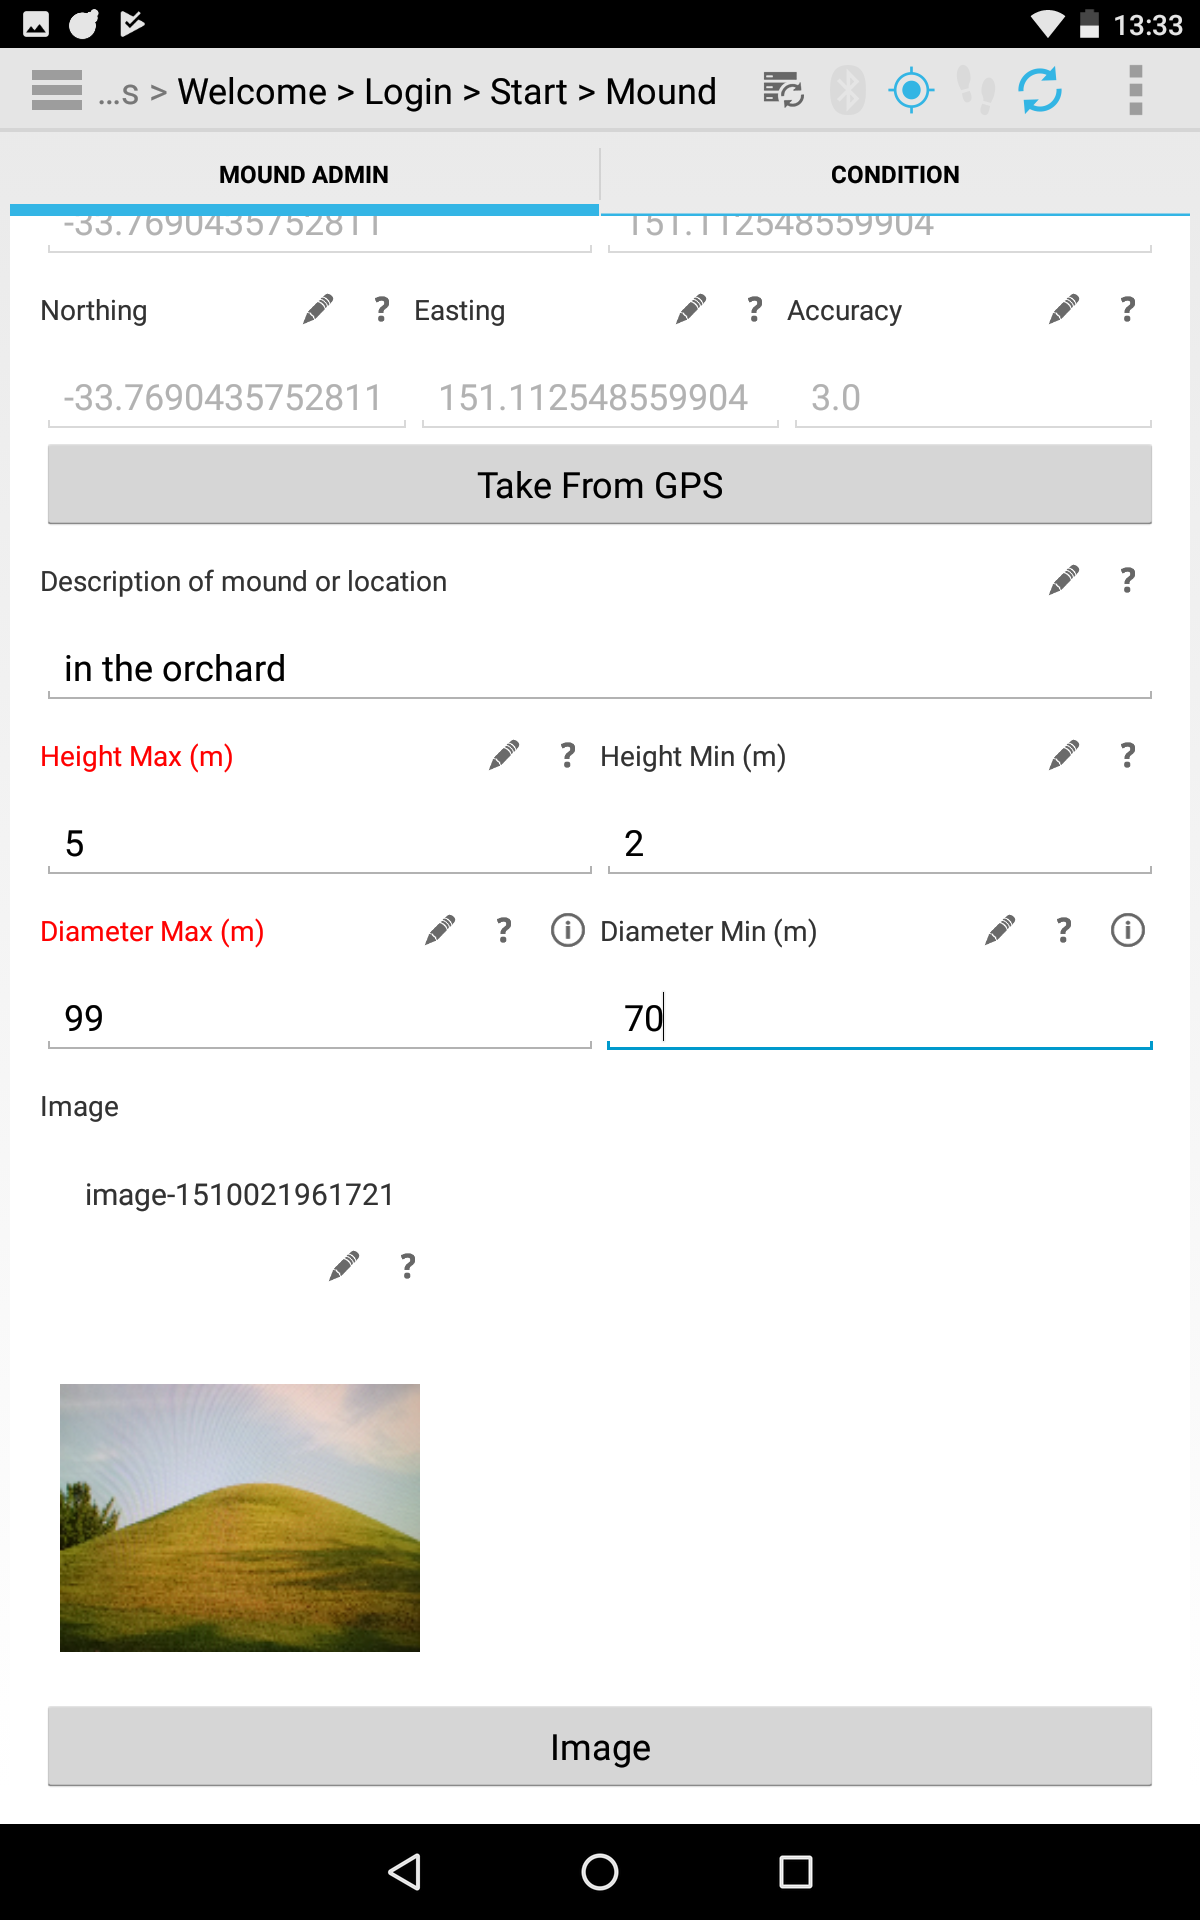 13:33
...s > Welcome > Login > Start > Mound
MOUND ADMIN
CONDITION
-33.7690435752811
151.112548559904
Northing ?
Easting ?
Accuracy ?
-33.7690435752811
151.112548559904
3.0
Take From GPS
Description of mound or location ?
in the orchard
Height Max (m) ?
Height Min (m) ?
5
2
Diameter Max (m) ? i
Diameter Min (m) ? i
99
70
Image
image-1510021961721
?
Image